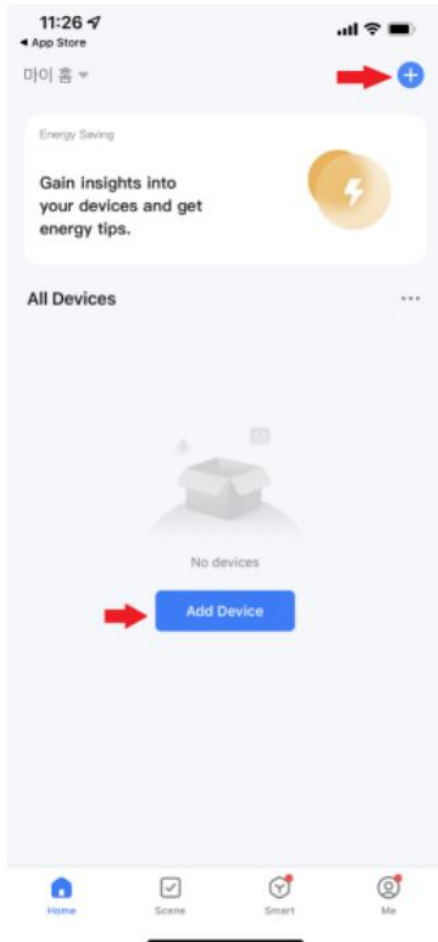 11:26
App Store
마이 홈
Energy Saving
Gain insights into
your devices and get
energy tips.
All Devices
...
No devices
Add Device
Home
Scene
Smart
Me